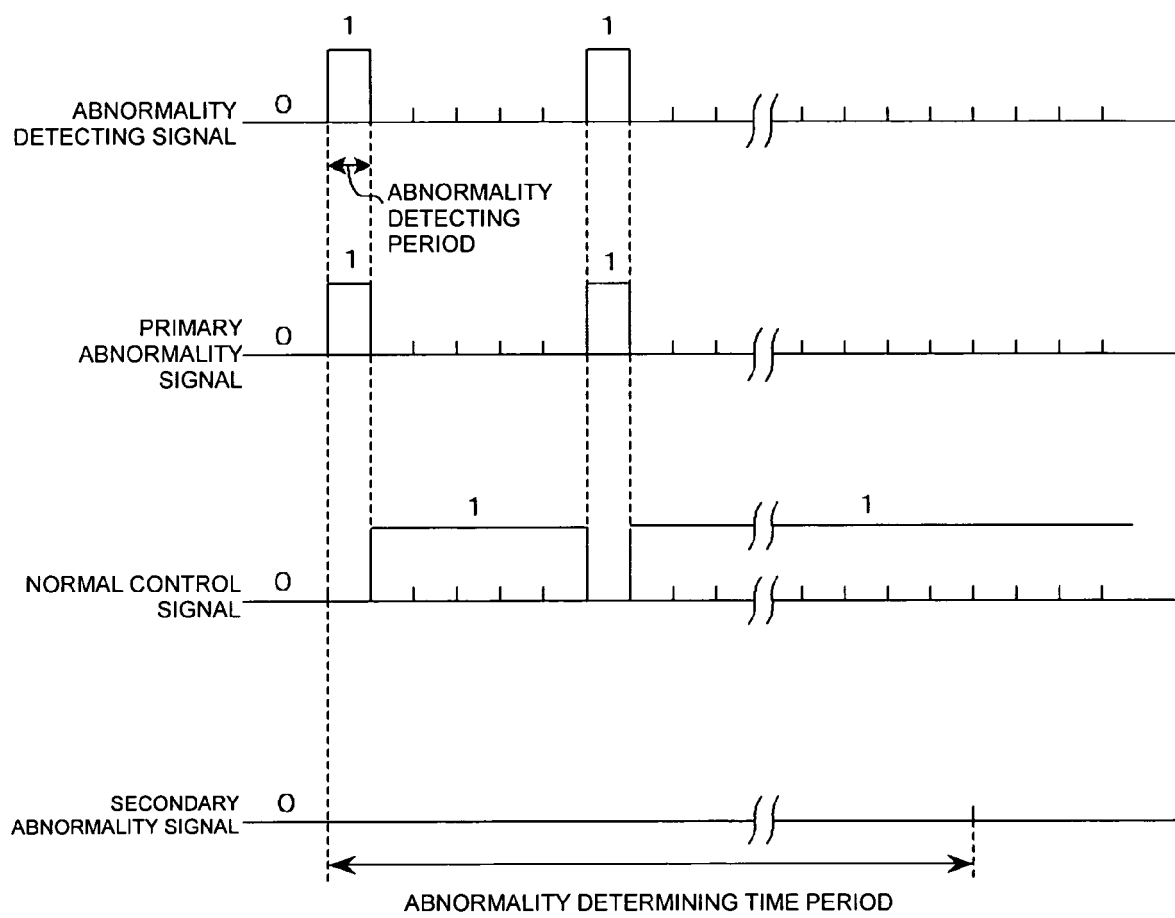 1 1
0
ABNORMALITY
DETECTING SIGNAL
ABNORMALITY
DETECTING
PERIOD
1 1
0
PRIMARY
ABNORMALITY
SIGNAL
1 1
0
NORMAL CONTROL
SIGNAL
0
SECONDARY
ABNORMALITY SIGNAL
ABNORMALITY DETERMINING TIME PERIOD